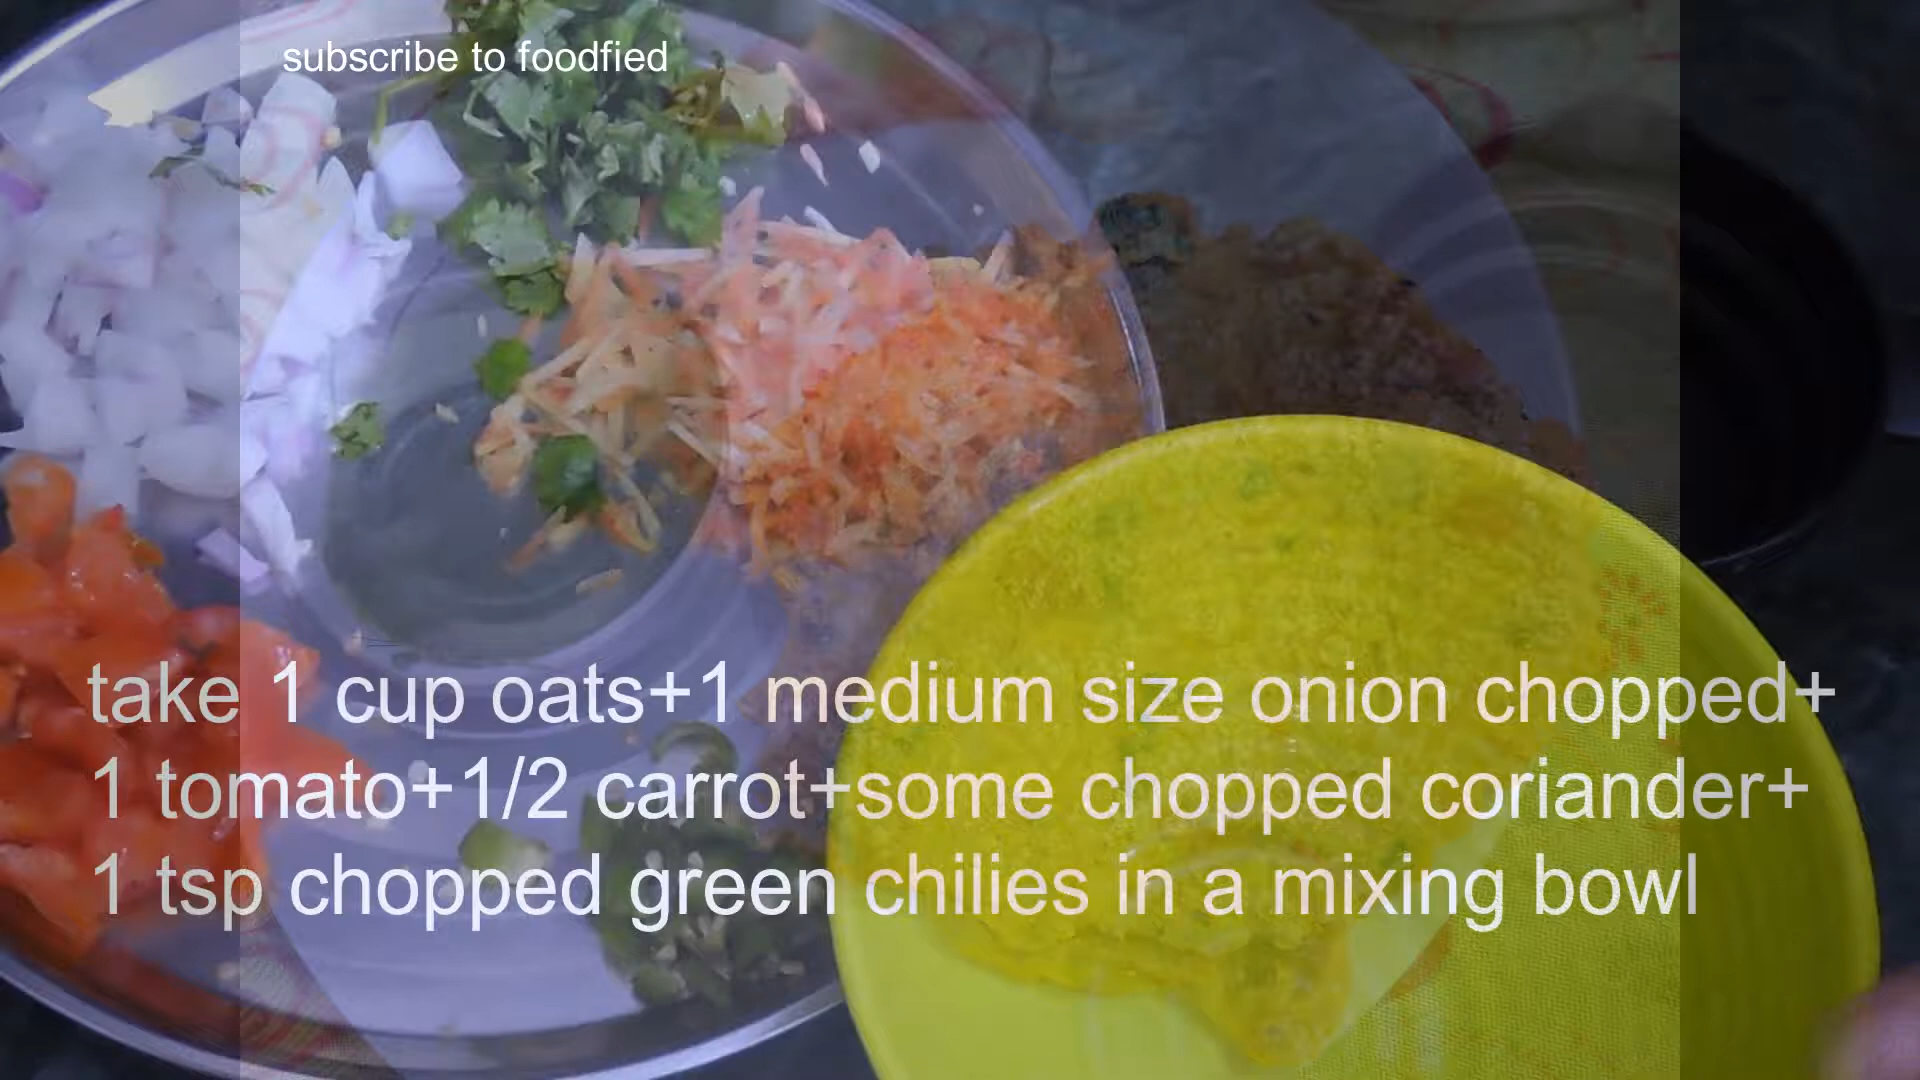 subscribe to foodfied
take 1 cup oats+1 medium size onion chopped+
1 tomato+1/2 carrot+some chopped coriander+
1 tsp chopped green chilies in a mixing bowl